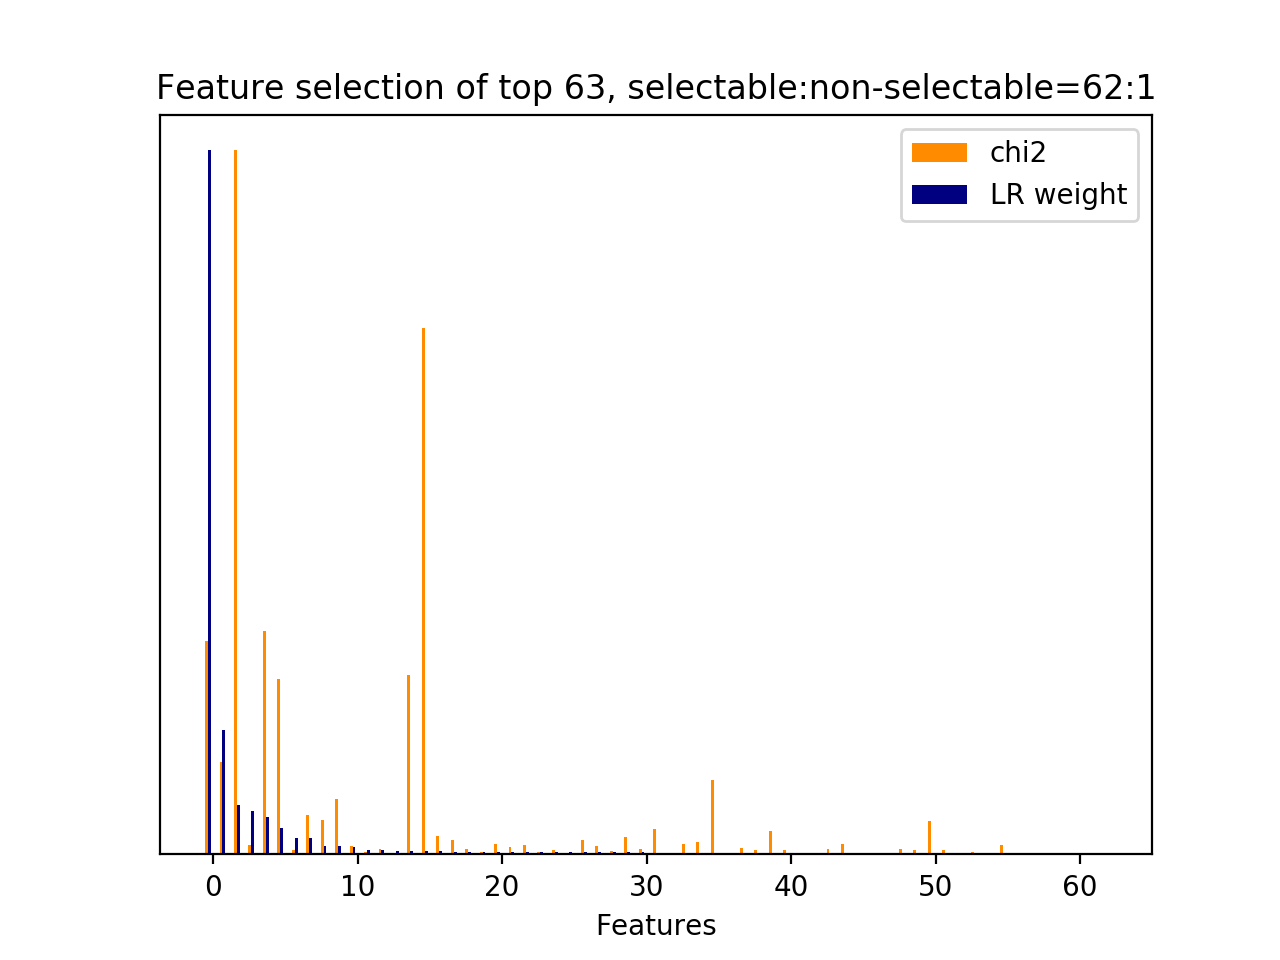 Feature selection of top 63, selectable:non-selectable=62:1
chi2
LR weight
0 10 20 30 40 50 60
Features